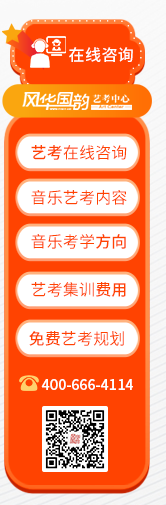 在线咨询
风华国韵 艺考中心
艺考在线咨询
音乐艺考内容
音乐考学方向
艺考集训费用
免费艺考规划
400-666-4114